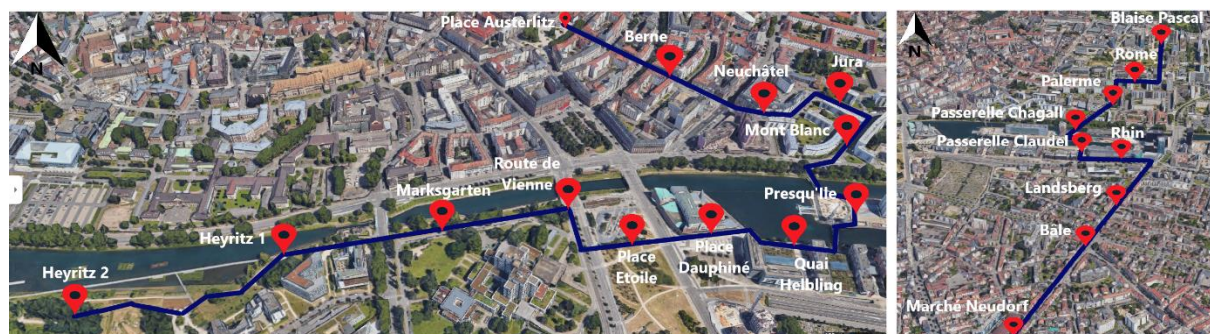 Place Austerlitz
Berne
Neuchâtel
Jura
Mont Blanc
Route de
Vienne
Marksgarten
Presqu'Ile
Heyritz 1
Place
Etoile
Place
Dauphiné
Quai
Helbling
Heyritz 2
N
Blaise Pascal
Rome
Palerme
Passerelle Chagall
Passerelle Claudel
Rhin
Landsberg
Bâle
Marché Neudorf
N